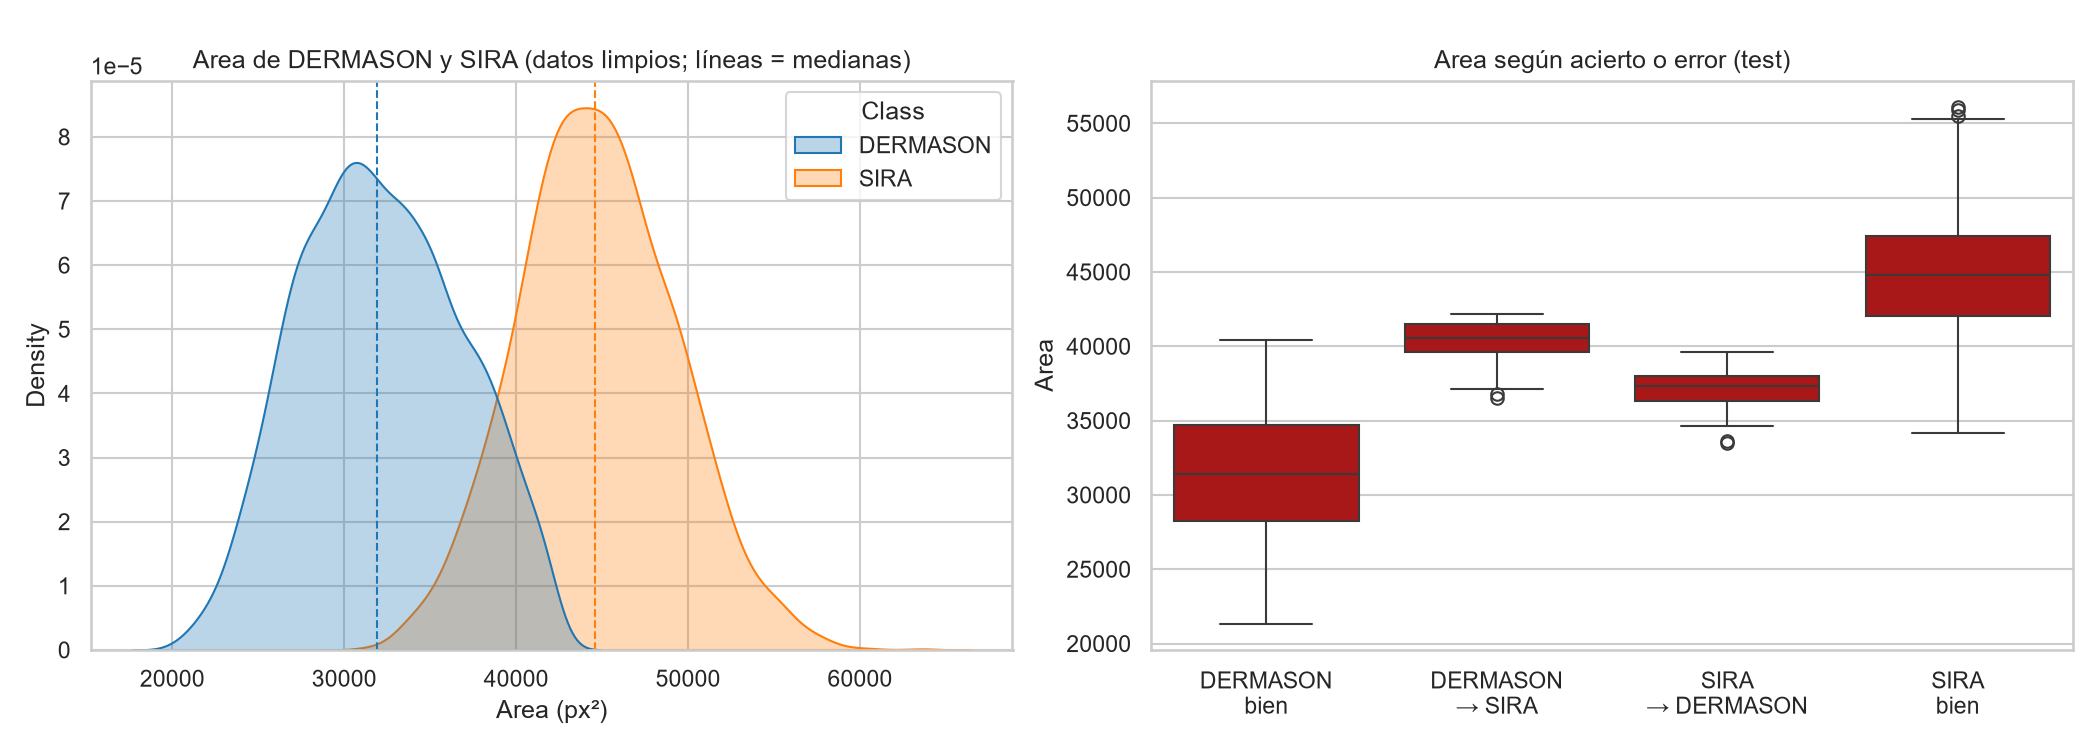 Area de DERMASON y SIRA (datos limpios; líneas = medianas)
1e−5
Class
DERMASON
SIRA
8
7
6
5
4
3
2
1
0
Density
20000
30000
40000
50000
60000
Area (px²)
Area según acierto o error (test)
55000
50000
45000
40000
35000
30000
25000
20000
Area
DERMASON
bien
DERMASON
→ SIRA
SIRA
→ DERMASON
SIRA
bien